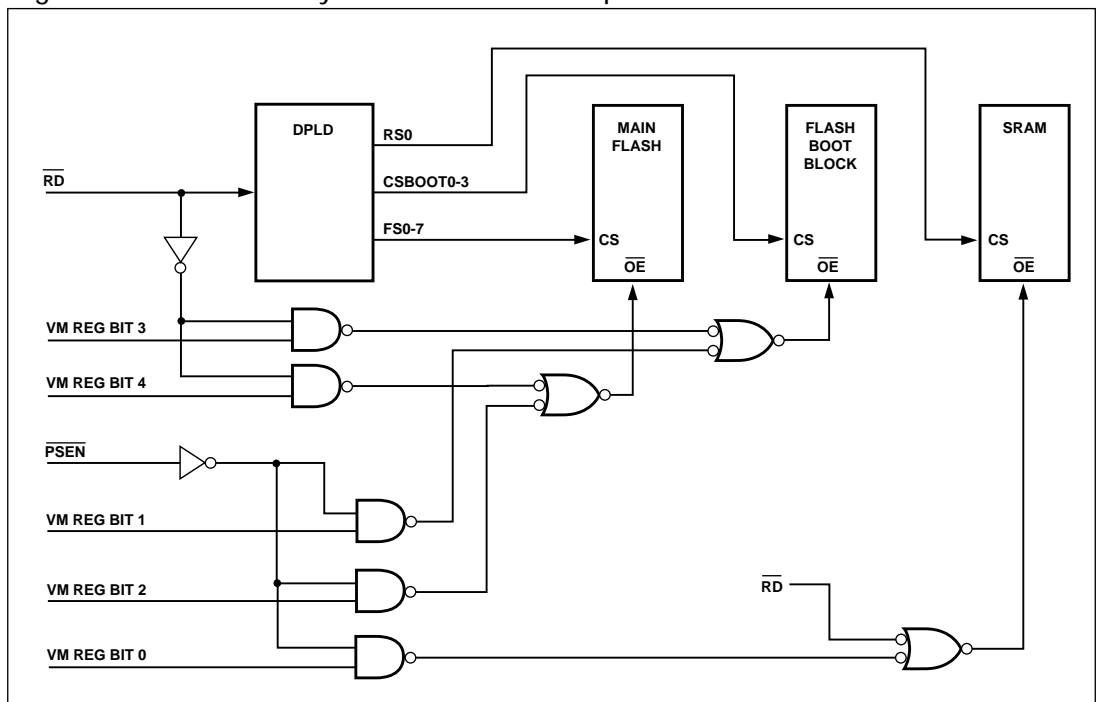 DPLD
RS0
CSBOOT0-3
FS0-7
MAIN
FLASH
CS
OE
FLASH
BOOT
BLOCK
CS
OE
SRAM
CS
OE
RD
VM REG BIT 3
VM REG BIT 4
PSEN
VM REG BIT 1
VM REG BIT 2
VM REG BIT 0
RD